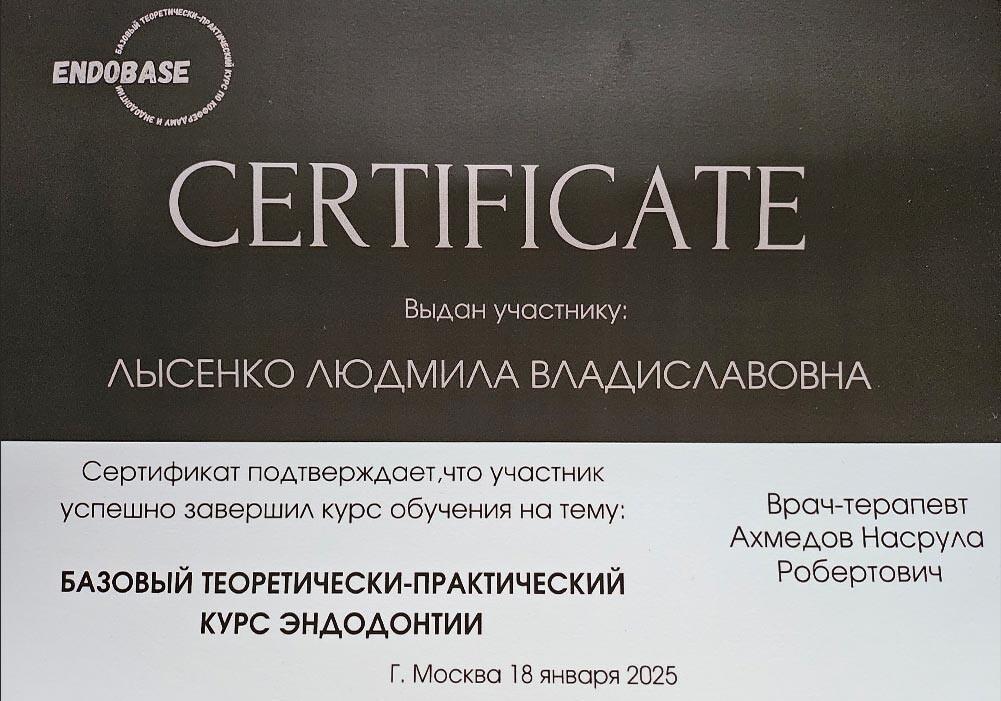 БАЗОВЫЙ ТЕОРЕТИЧЕСКИ-ПРАКТИЧЕСКИЙ КУРС ПО КОФФЕРДАМУ И ЭНДОДОНТИИ
ENDOBASE
CERTIFICATE
Выдан участнику:
ЛЫСЕНКО ЛЮДМИЛА ВЛАДИСЛАВОВНА
Сертификат подтверждает,что участник
успешно завершил курс обучения на тему:
БАЗОВЫЙ ТЕОРЕТИЧЕСКИ-ПРАКТИЧЕСКИЙ
КУРС ЭНДОДОНТИИ
Врач-терапевт
Ахмедов Насрула
Робертович
Г. Москва 18 января 2025